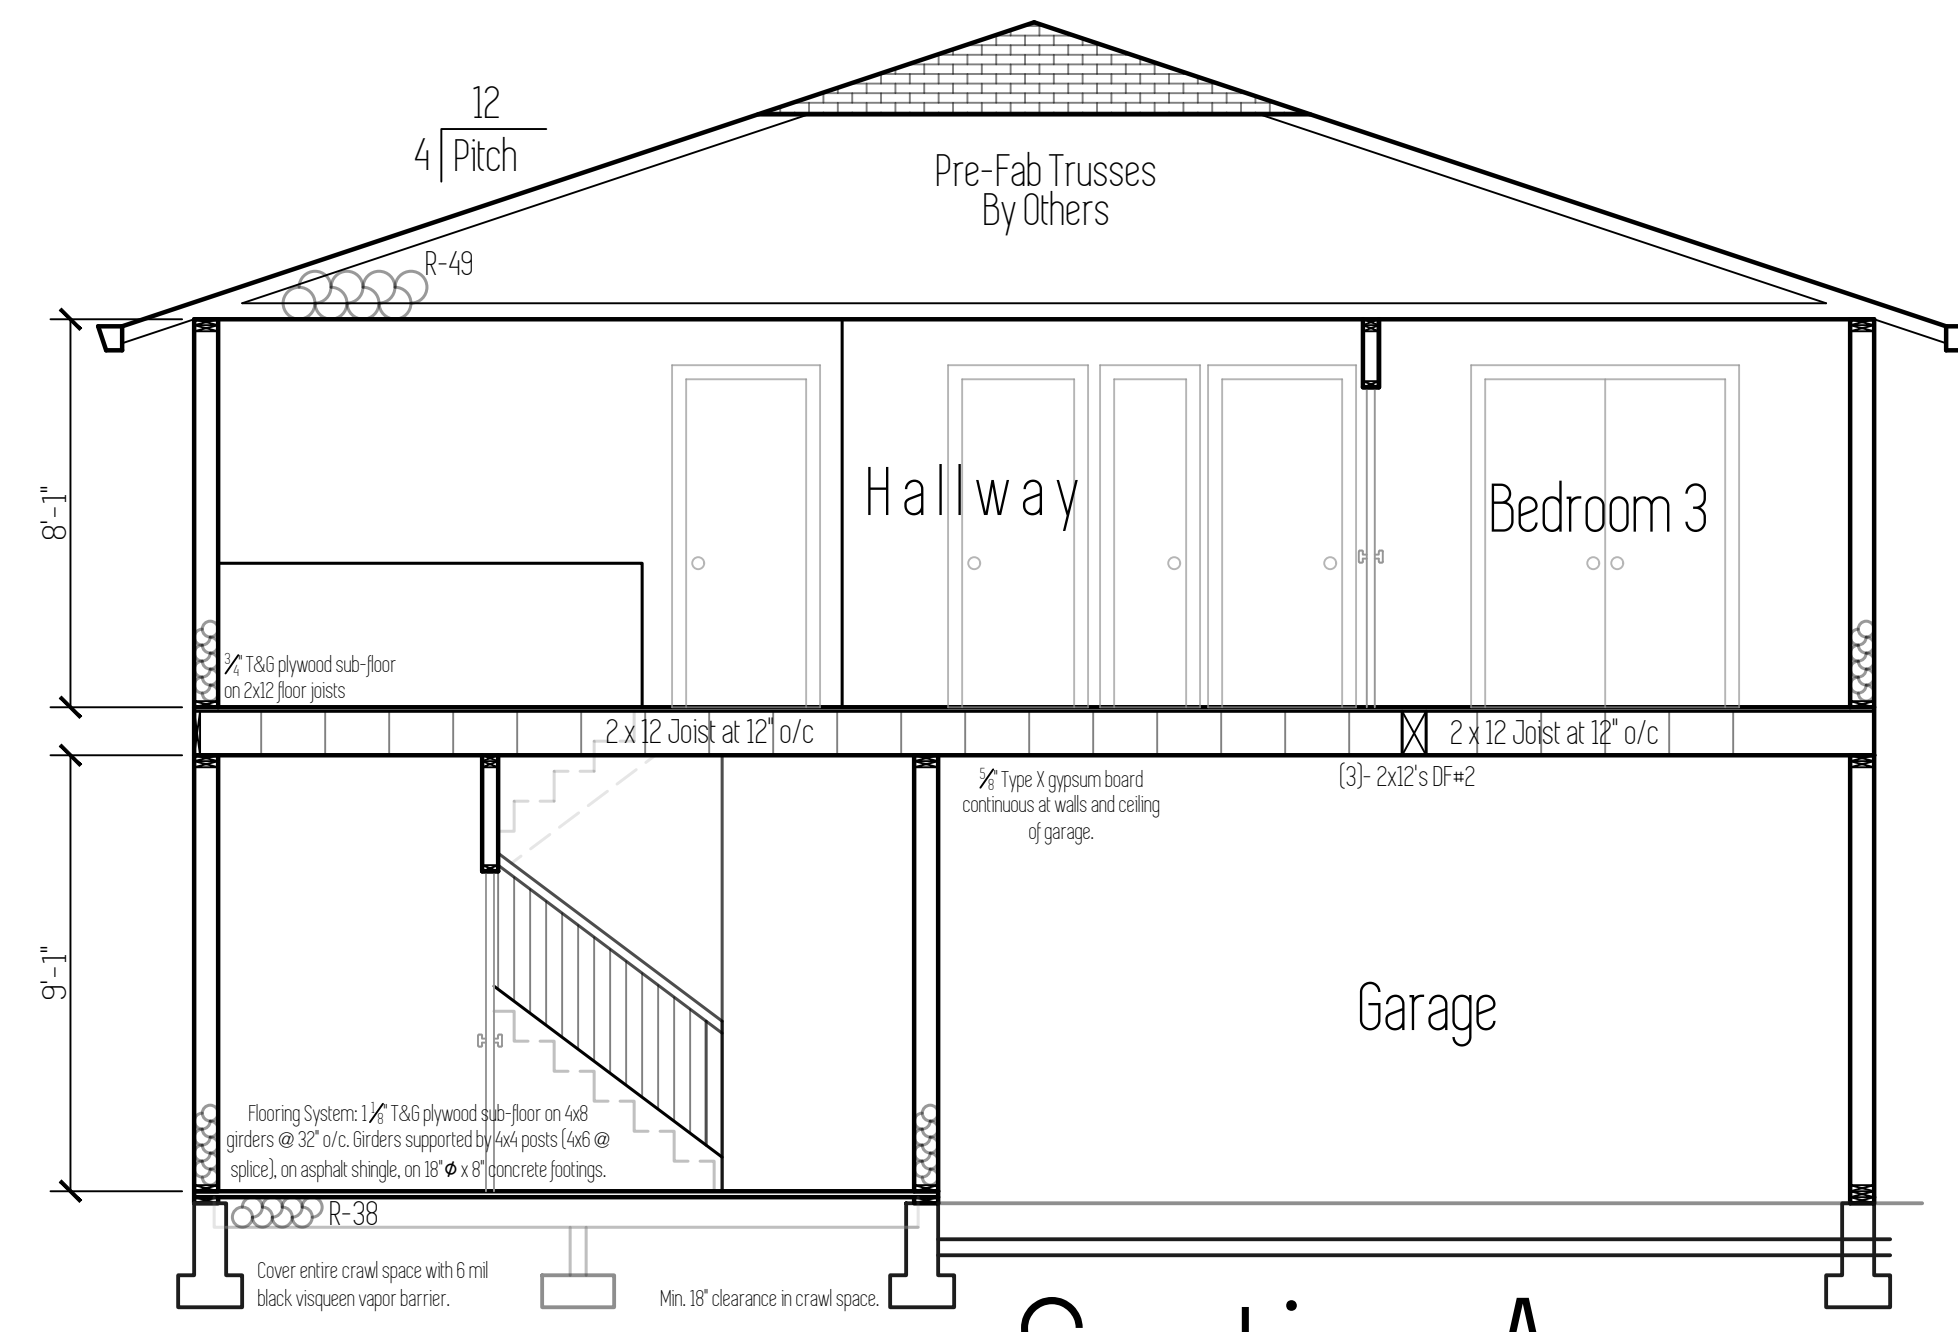 12
4 Pitch
Pre-Fab Trusses
By Others
R-49
8'-1"
Hallway
Bedroom 3
3/4" T&G plywood sub-floor
on 2x12 floor joists
2 x 12 Joist at 12" o/c
2 x 12 Joist at 12" o/c
5/8" Type X gypsum board
continuous at walls and ceiling
of garage.
(3)- 2x12's DF#2
9'-1"
Garage
Flooring System: 1 1/8" T&G plywood sub-floor on 4x8
girders @ 32" o/c. Girders supported by 4x4 posts (4x6 @
splice), on asphalt shingle, on 18"ϕ x 8" concrete footings.
R-38
Cover entire crawl space with 6 mil
black visqueen vapor barrier.
Min. 18" clearance in crawl space.